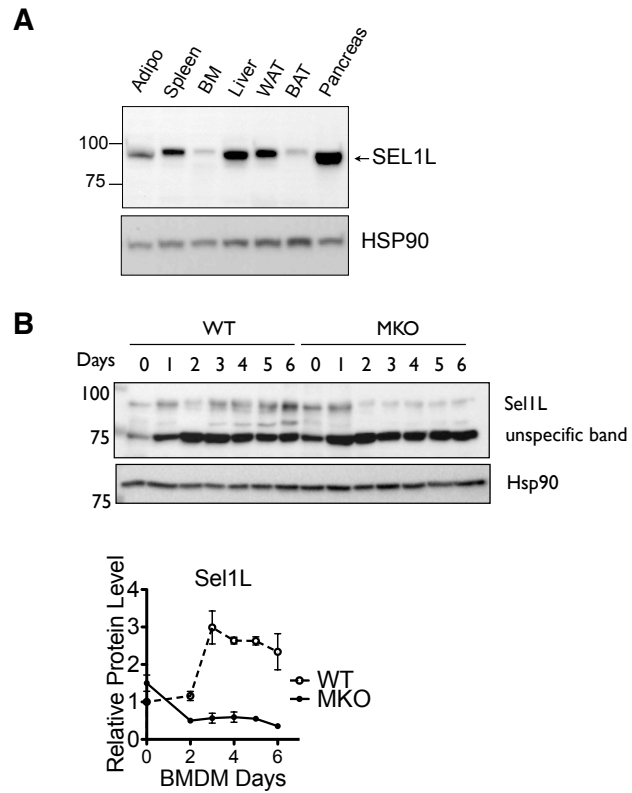 A
Adipo Spleen BM Liver WAT BAT Pancreas
100
←SEL1L
75
HSP90
B
WT MKO
Days 0 1 2 3 4 5 6 0 1 2 3 4 5 6
100
Sel1L
75 unspecific band
Hsp90
75
Sel1L
Relative Protein Level
4
3
2
1
0
WT
MKO
0 2 4 6
BMDM Days